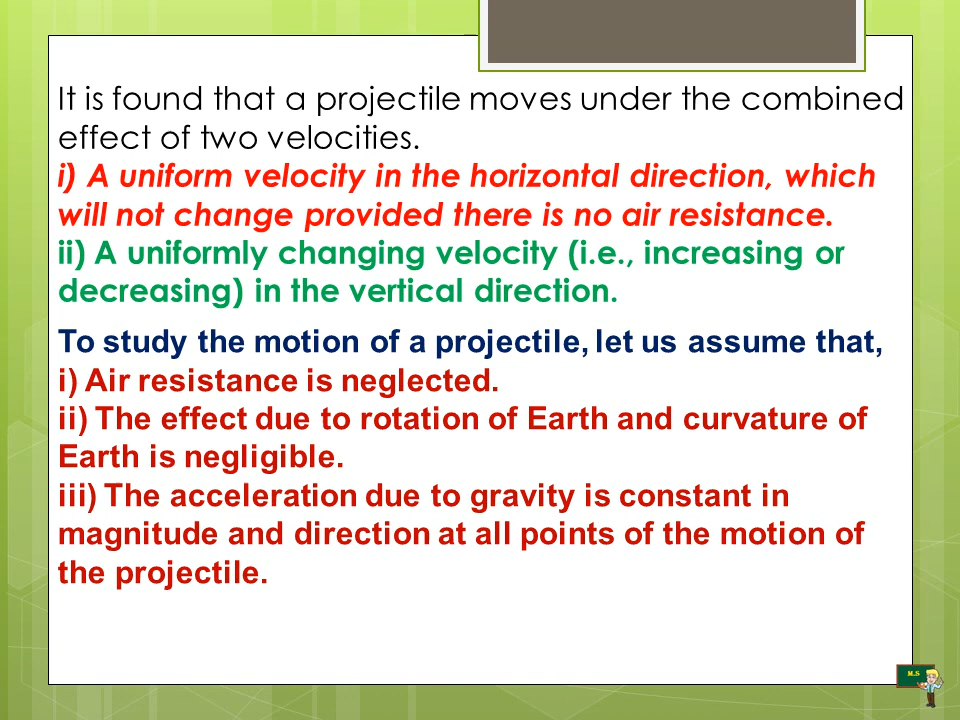 It is found that a projectile moves under the combined
effect of two velocities.
i) A uniform velocity in the horizontal direction, which
will not change provided there is no air resistance.
ii) A uniformly changing velocity (i.e., increasing or
decreasing) in the vertical direction.
To study the motion of a projectile, let us assume that,
i) Air resistance is neglected.
ii) The effect due to rotation of Earth and curvature of
Earth is negligible.
iii) The acceleration due to gravity is constant in
magnitude and direction at all points of the motion of
the projectile.
M.S